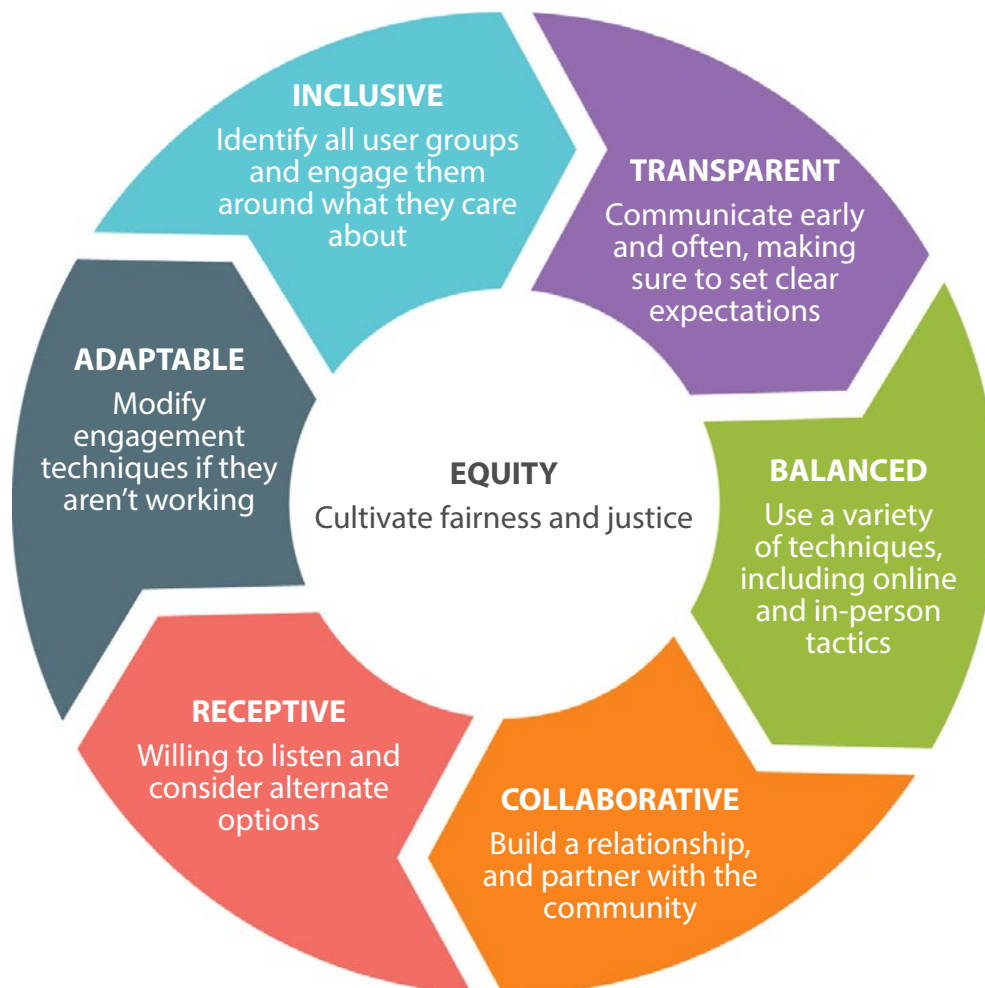 INCLUSIVE
Identify all user groups
and engage them
around what they care
about
TRANSPARENT
Communicate early
and often, making
sure to set clear
expectations
BALANCED
Use a variety
of techniques,
including online
and in-person
tactics
COLLABORATIVE
Build a relationship,
and partner with the
community
RECEPTIVE
Willing to listen and
consider alternate
options
ADAPTABLE
Modify
engagement
techniques if they
aren’t working
EQUITY
Cultivate fairness and justice